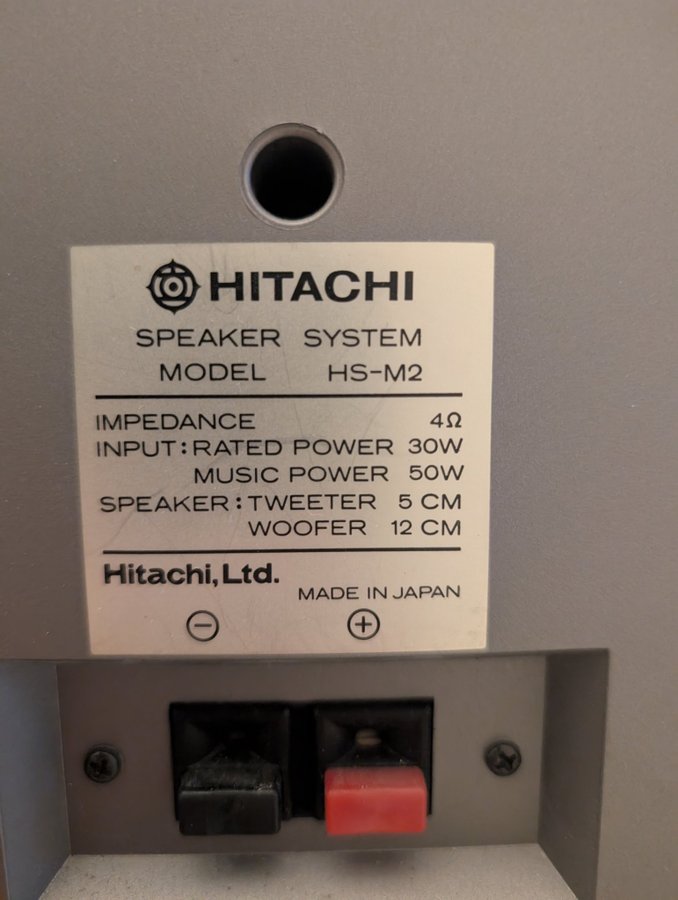 HITACHI
SPEAKER SYSTEM
MODEL HS-M2
IMPEDANCE 4Ω
INPUT: RATED POWER 30W
MUSIC POWER 50W
SPEAKER: TWEETER 5 CM
WOOFER 12 CM
Hitachi, Ltd.
MADE IN JAPAN
⊖ ⊕